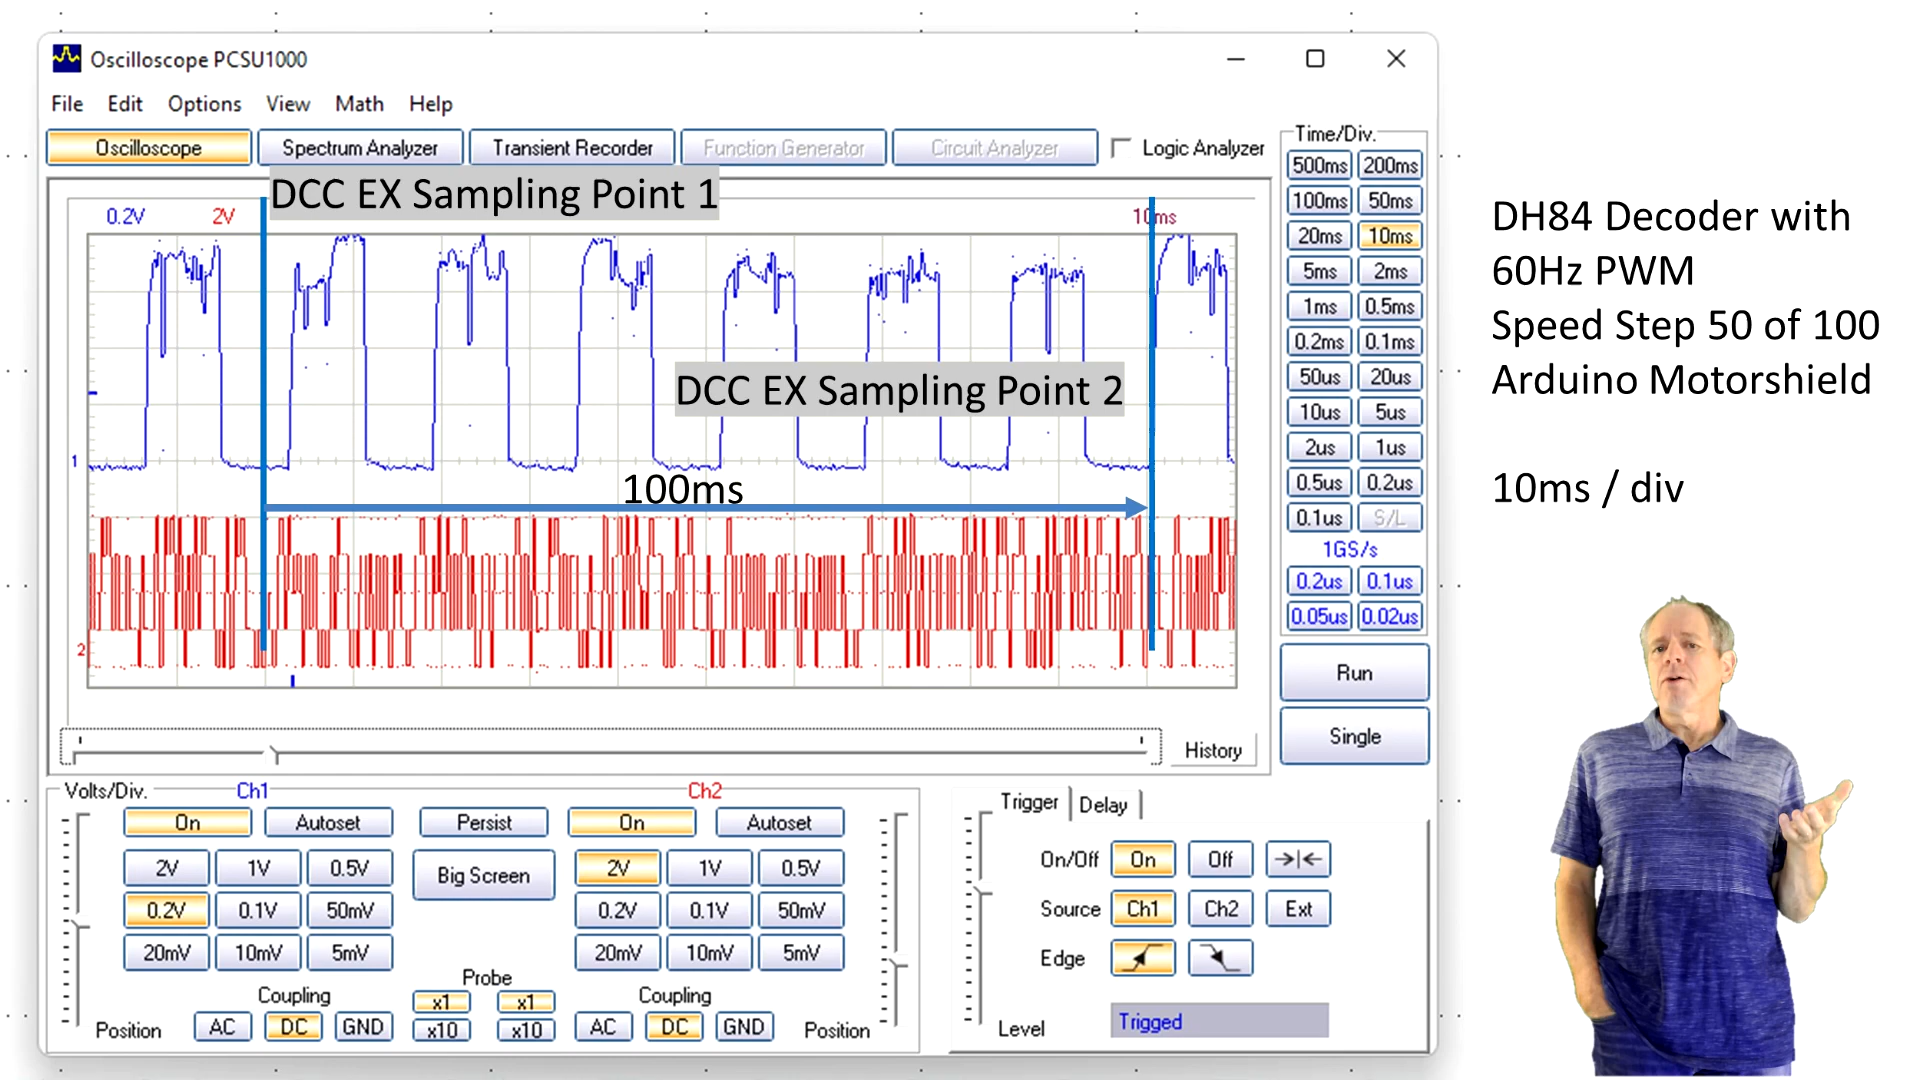 Oscilloscope PCSU1000
File Edit Options View Math Help
Oscilloscope Spectrum Analyzer Transient Recorder Function Generator Circuit Analyzer Logic Analyzer
DCC EX Sampling Point 1
0.2V 2V 10ms
DCC EX Sampling Point 2
1
100ms
2
History
Time/Div.
500ms 200ms
100ms 50ms
20ms 10ms
5ms 2ms
1ms 0.5ms
0.2ms 0.1ms
50us 20us
10us 5us
2us 1us
0.5us 0.2us
0.1us S/L
1GS/s
0.2us 0.1us
0.05us 0.02us
Run
Single
DH84 Decoder with
60Hz PWM
Speed Step 50 of 100
Arduino Motorshield
10ms / div
Volts/Div. Ch1 Ch2
On Autoset Persist On Autoset
2V 1V 0.5V Big Screen 2V 1V 0.5V
0.2V 0.1V 50mV 0.2V 0.1V 50mV
20mV 10mV 5mV 20mV 10mV 5mV
Probe
Coupling x1 x1 Coupling
Position AC DC GND x10 x10 AC DC GND Position
Trigger Delay
On/Off On Off
Source Ch1 Ch2 Ext
Edge
Level Trigged